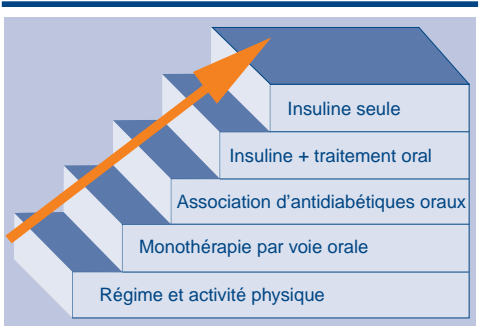 Insuline seule
Insuline + traitement oral
Association d'antidiabétiques oraux
Monothérapie par voie orale
Régime et activité physique